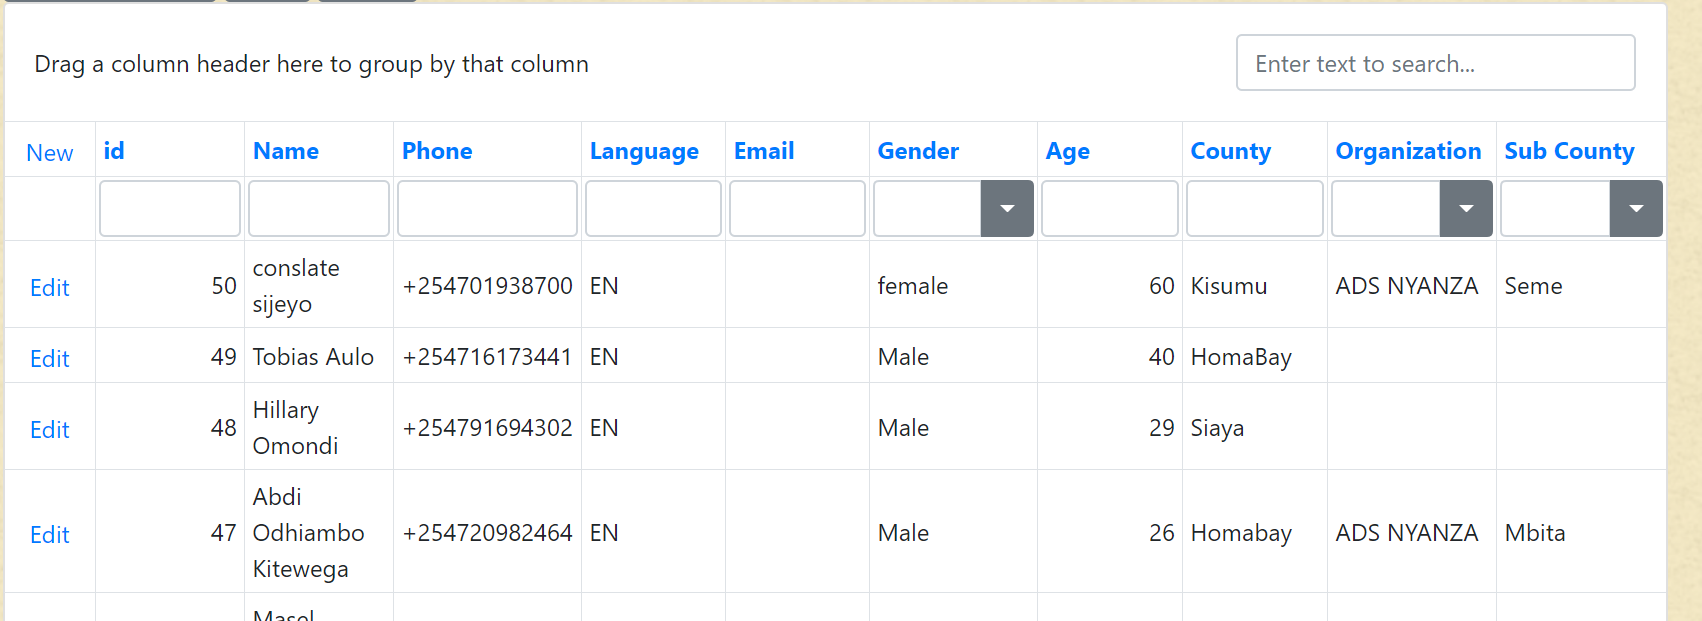 Drag a column header here to group by that column
Enter text to search...
New id Name Phone Language Email Gender Age County Organization Sub County
Edit 50 conslate sijeyo +254701938700 EN female 60 Kisumu ADS NYANZA Seme
Edit 49 Tobias Aulo +254716173441 EN Male 40 HomaBay
Edit 48 Hillary Omondi +254791694302 EN Male 29 Siaya
Edit 47 Abdi Odhiambo Kitewega +254720982464 EN Male 26 Homabay ADS NYANZA Mbita